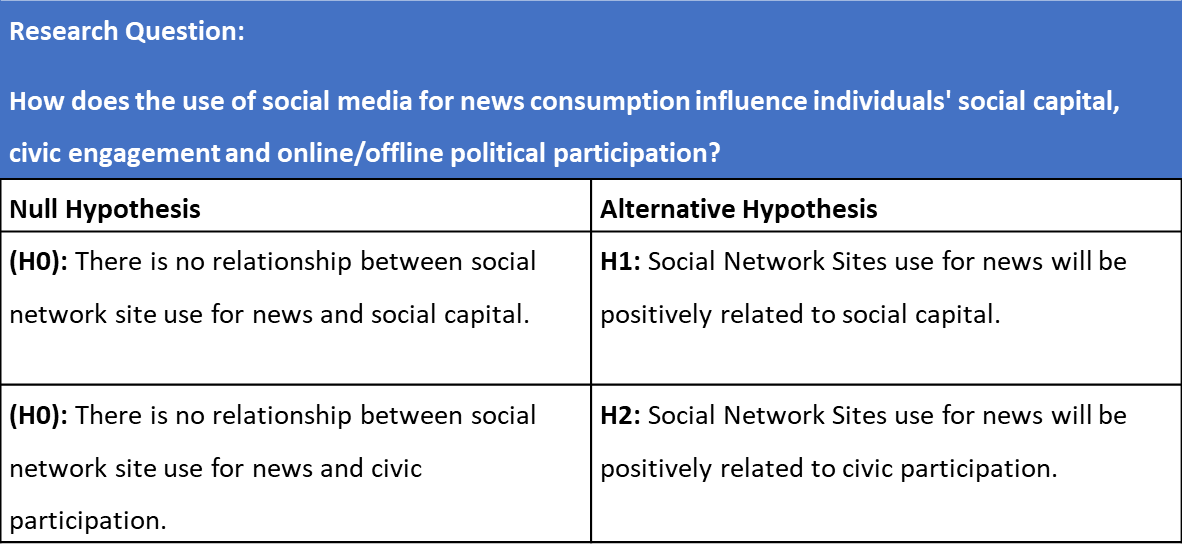 Research Question:
How does the use of social media for news consumption influence individuals' social capital,
civic engagement and online/offline political participation?
Null Hypothesis
Alternative Hypothesis
(H0): There is no relationship between social
network site use for news and social capital.
H1: Social Network Sites use for news will be
positively related to social capital.
(H0): There is no relationship between social
network site use for news and civic
participation.
H2: Social Network Sites use for news will be
positively related to civic participation.